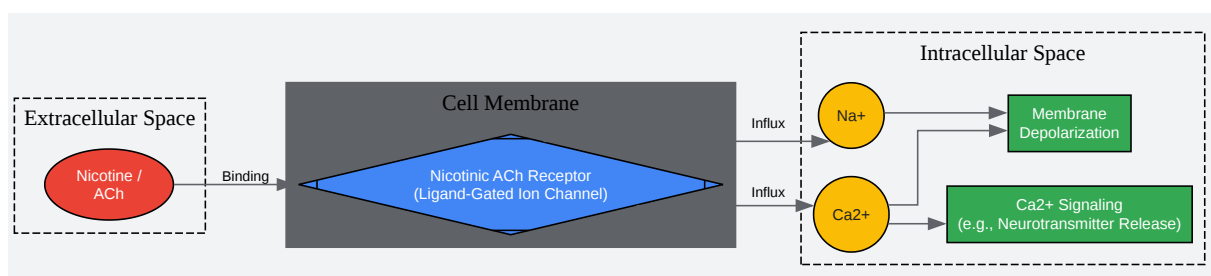 Extracellular Space
Nicotine /
ACh
Binding
Cell Membrane
Nicotinic ACh Receptor
(Ligand-Gated Ion Channel)
Influx
Influx
Intracellular Space
Na+
Ca2+
Membrane
Depolarization
Ca2+ Signaling
(e.g., Neurotransmitter Release)